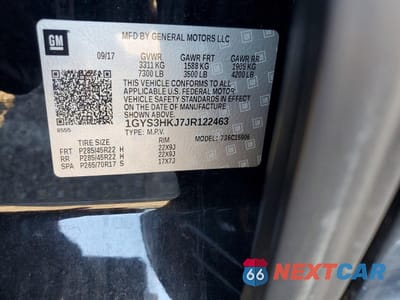 GM
MFD BY GENERAL MOTORS LLC
09/17 GVWR GAWR FRT GAWR RR
3311 KG 1588 KG 1905 KG
7300 LB 3500 LB 4200 LB
THIS VEHICLE CONFORMS TO ALL
APPLICABLE U.S. FEDERAL MOTOR
VEHICLE SAFETY STANDARDS IN EFFECT
ON THE DATE OF MANUFACTURE SHOWN
ABOVE.
1GYS3HKJ7JR122463
TYPE: M.P.V.
TIRE SIZE RIM
FRT P285/45R22 H 22X9J
RR P285/45R22 H 22X9J
SPA P265/70R17 S 17X7J
66 NEXTCAR